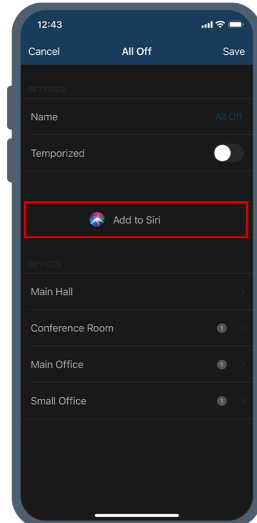 12:43
Cancel All Off Save
SETTINGS
Name All Off
Temporized
Add to Siri
DEVICES
Main Hall
Conference Room 1
Main Office 1
Small Office 1